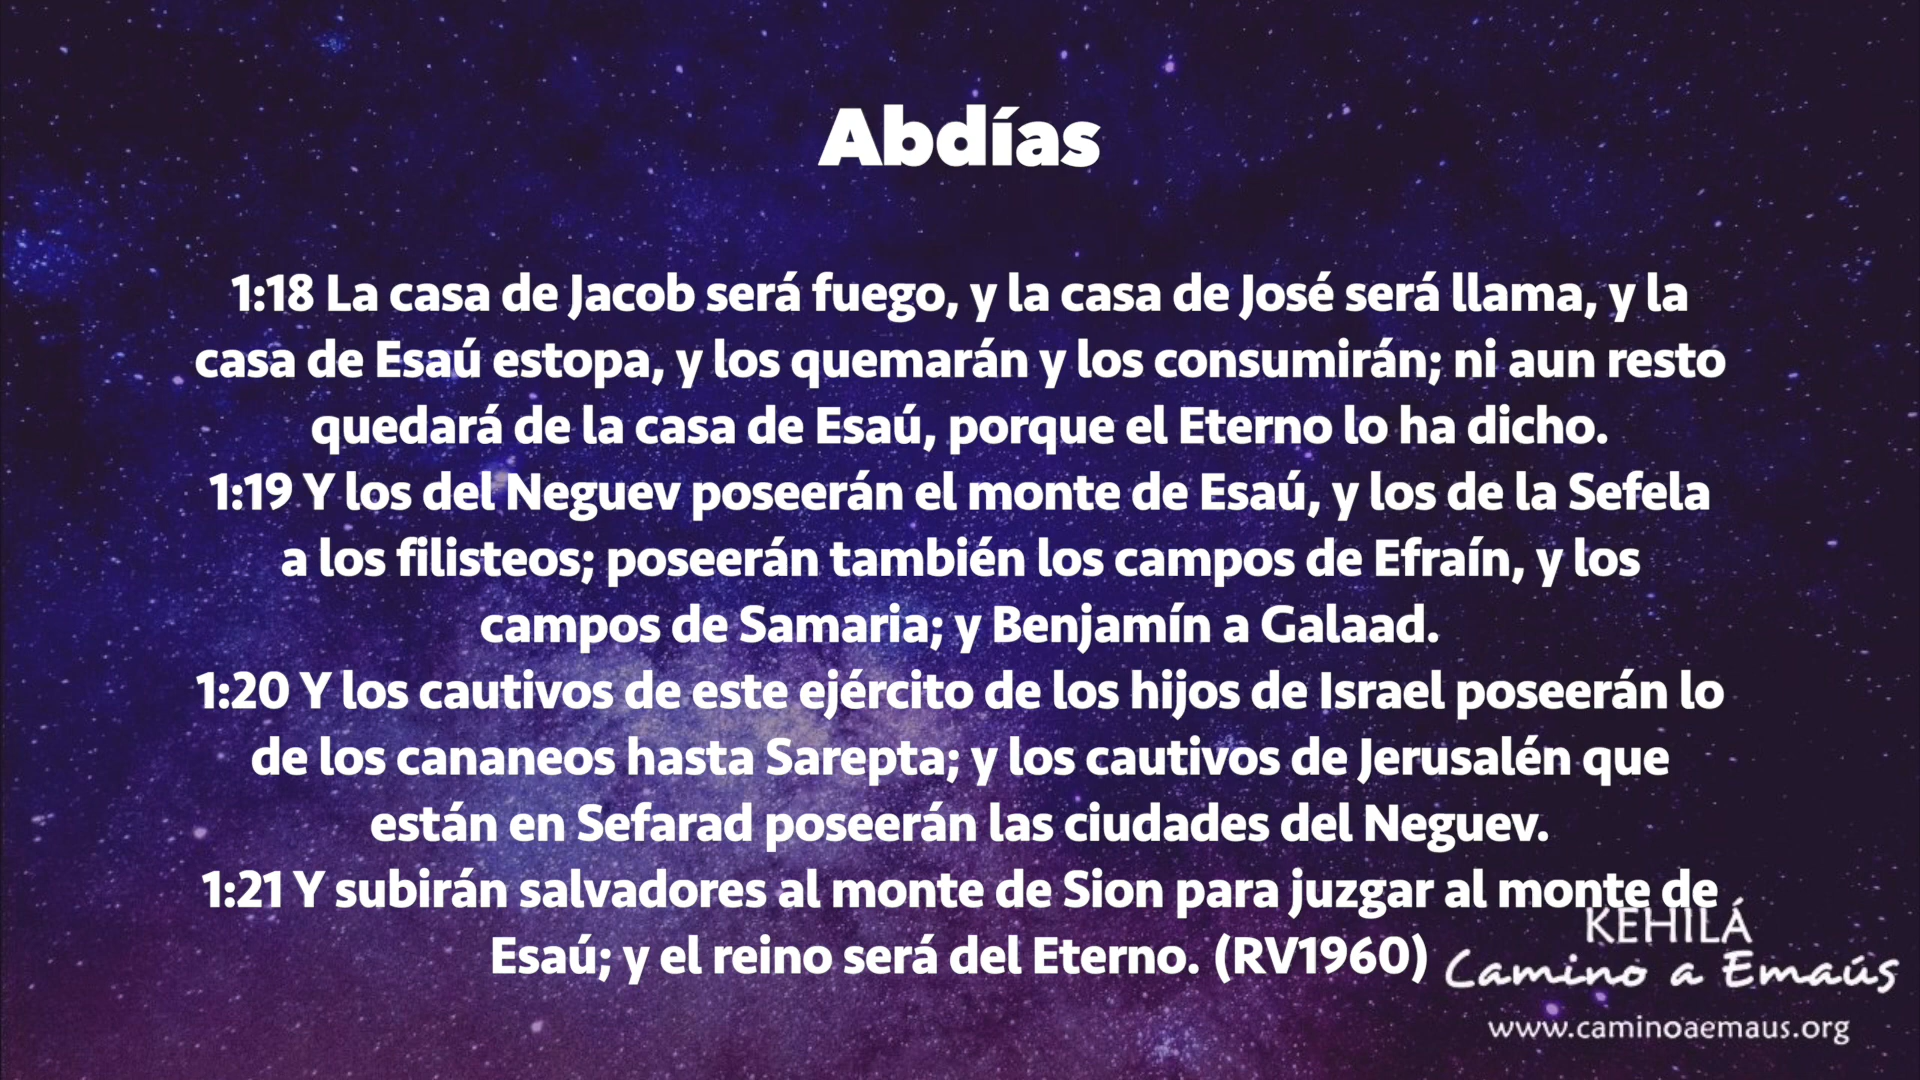 Abdías
1:18 La casa de Jacob será fuego, y la casa de José será llama, y la
casa de Esaú estopa, y los quemarán y los consumirán; ni aun resto
quedará de la casa de Esaú, porque el Eterno lo ha dicho.
1:19 Y los del Neguev poseerán el monte de Esaú, y los de la Sefela
a los filisteos; poseerán también los campos de Efraín, y los
campos de Samaria; y Benjamín a Galaad.
1:20 Y los cautivos de este ejército de los hijos de Israel poseerán lo
de los cananeos hasta Sarepta; y los cautivos de Jerusalén que
están en Sefarad poseerán las ciudades del Neguev.
1:21 Y subirán salvadores al monte de Sion para juzgar al monte de
Esaú; y el reino será del Eterno. (RV1960)
KEHILÁ
Camino a Emaús
www.caminoaemaus.org